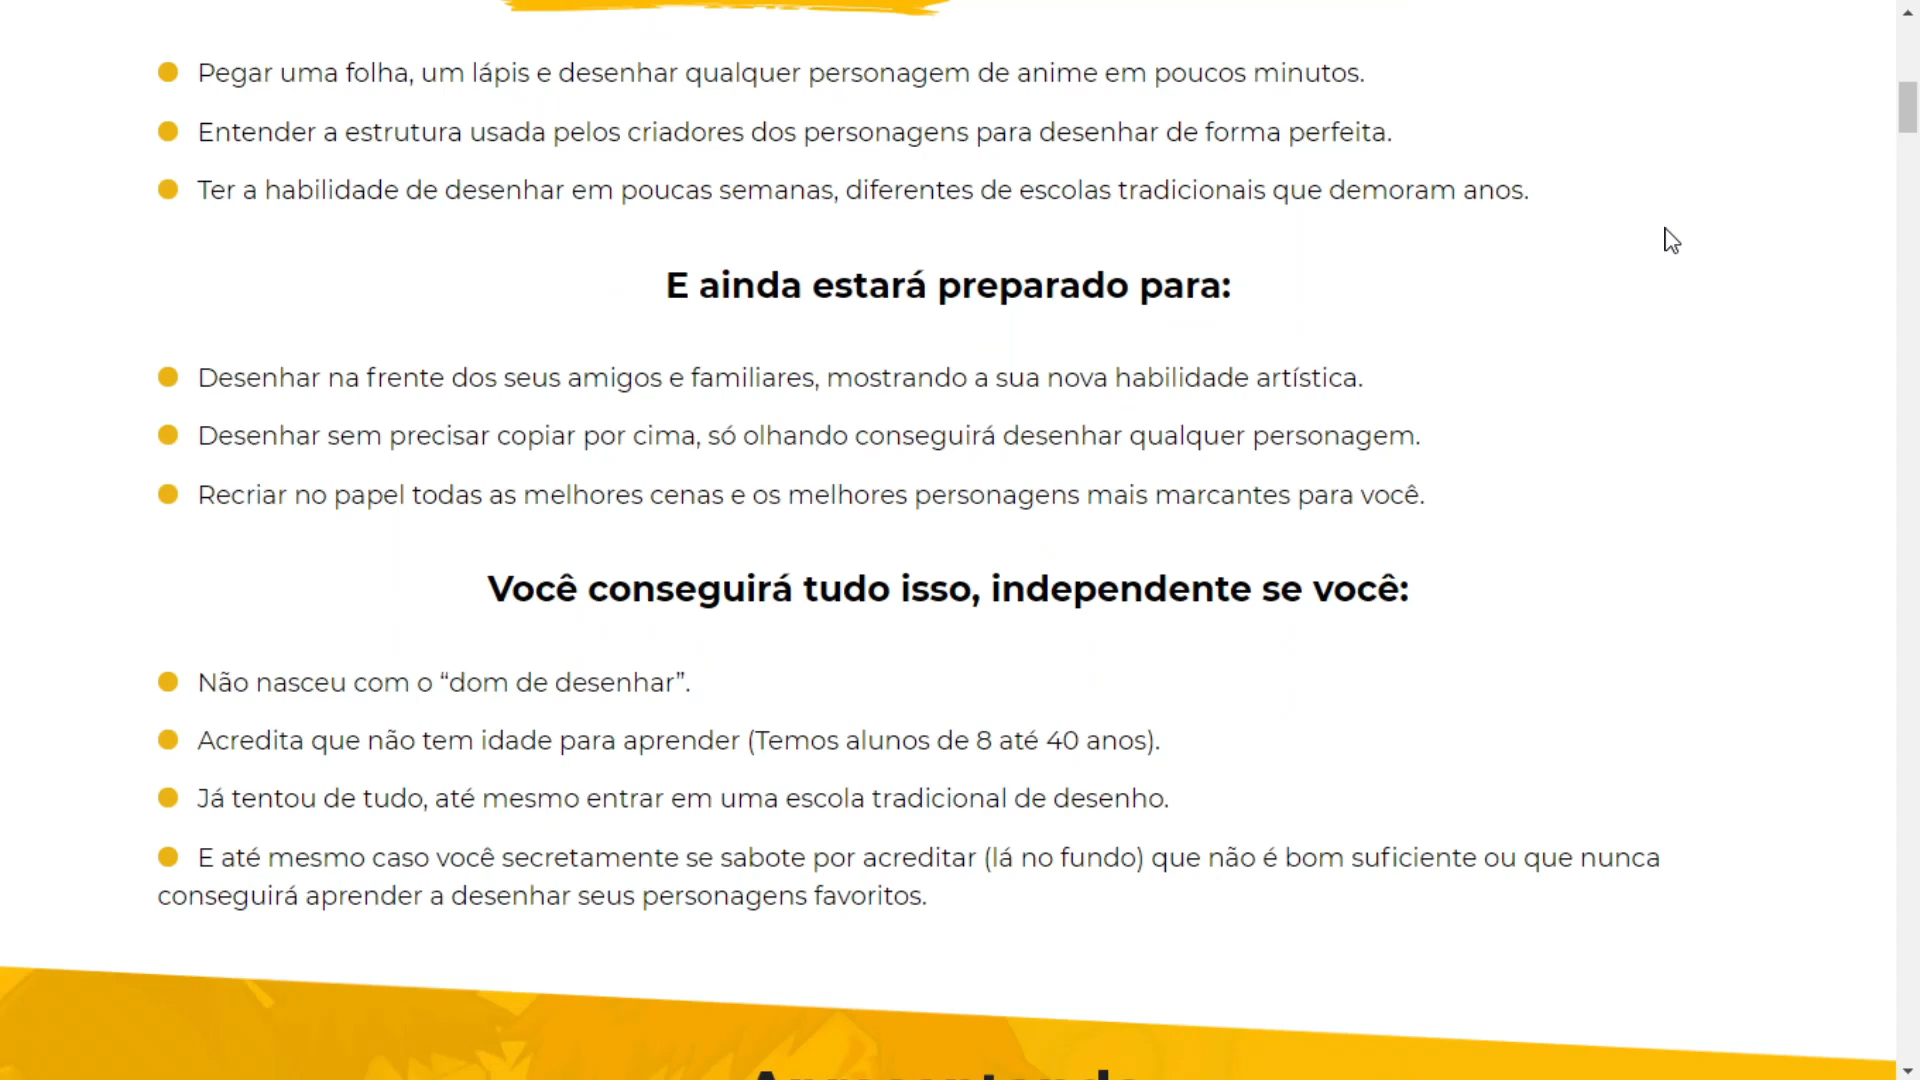 Pegar uma folha, um lápis e desenhar qualquer personagem de anime em poucos minutos.
Entender a estrutura usada pelos criadores dos personagens para desenhar de forma perfeita.
Ter a habilidade de desenhar em poucas semanas, diferentes de escolas tradicionais que demoram anos.
E ainda estará preparado para:
Desenhar na frente dos seus amigos e familiares, mostrando a sua nova habilidade artística.
Desenhar sem precisar copiar por cima, só olhando conseguirá desenhar qualquer personagem.
Recriar no papel todas as melhores cenas e os melhores personagens mais marcantes para você.
Você conseguirá tudo isso, independente se você:
Não nasceu com o “dom de desenhar”.
Acredita que não tem idade para aprender (Temos alunos de 8 até 40 anos).
Já tentou de tudo, até mesmo entrar em uma escola tradicional de desenho.
E até mesmo caso você secretamente se sabote por acreditar (lá no fundo) que não é bom suficiente ou que nunca
conseguirá aprender a desenhar seus personagens favoritos.